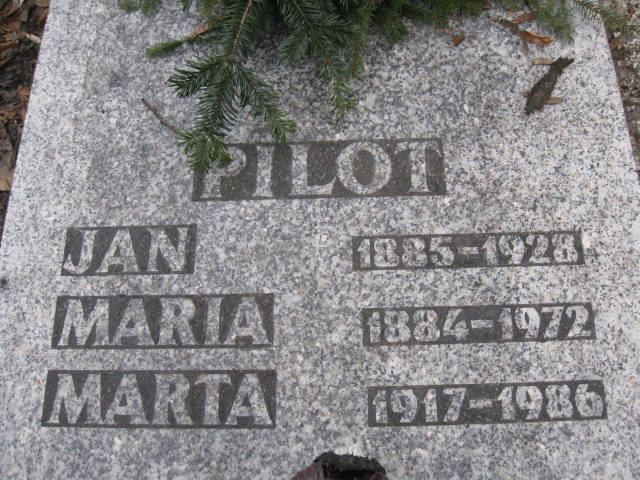 PILOT
JAN 1885-1928
MARIA 1884-1972
MARTA 1917-1986